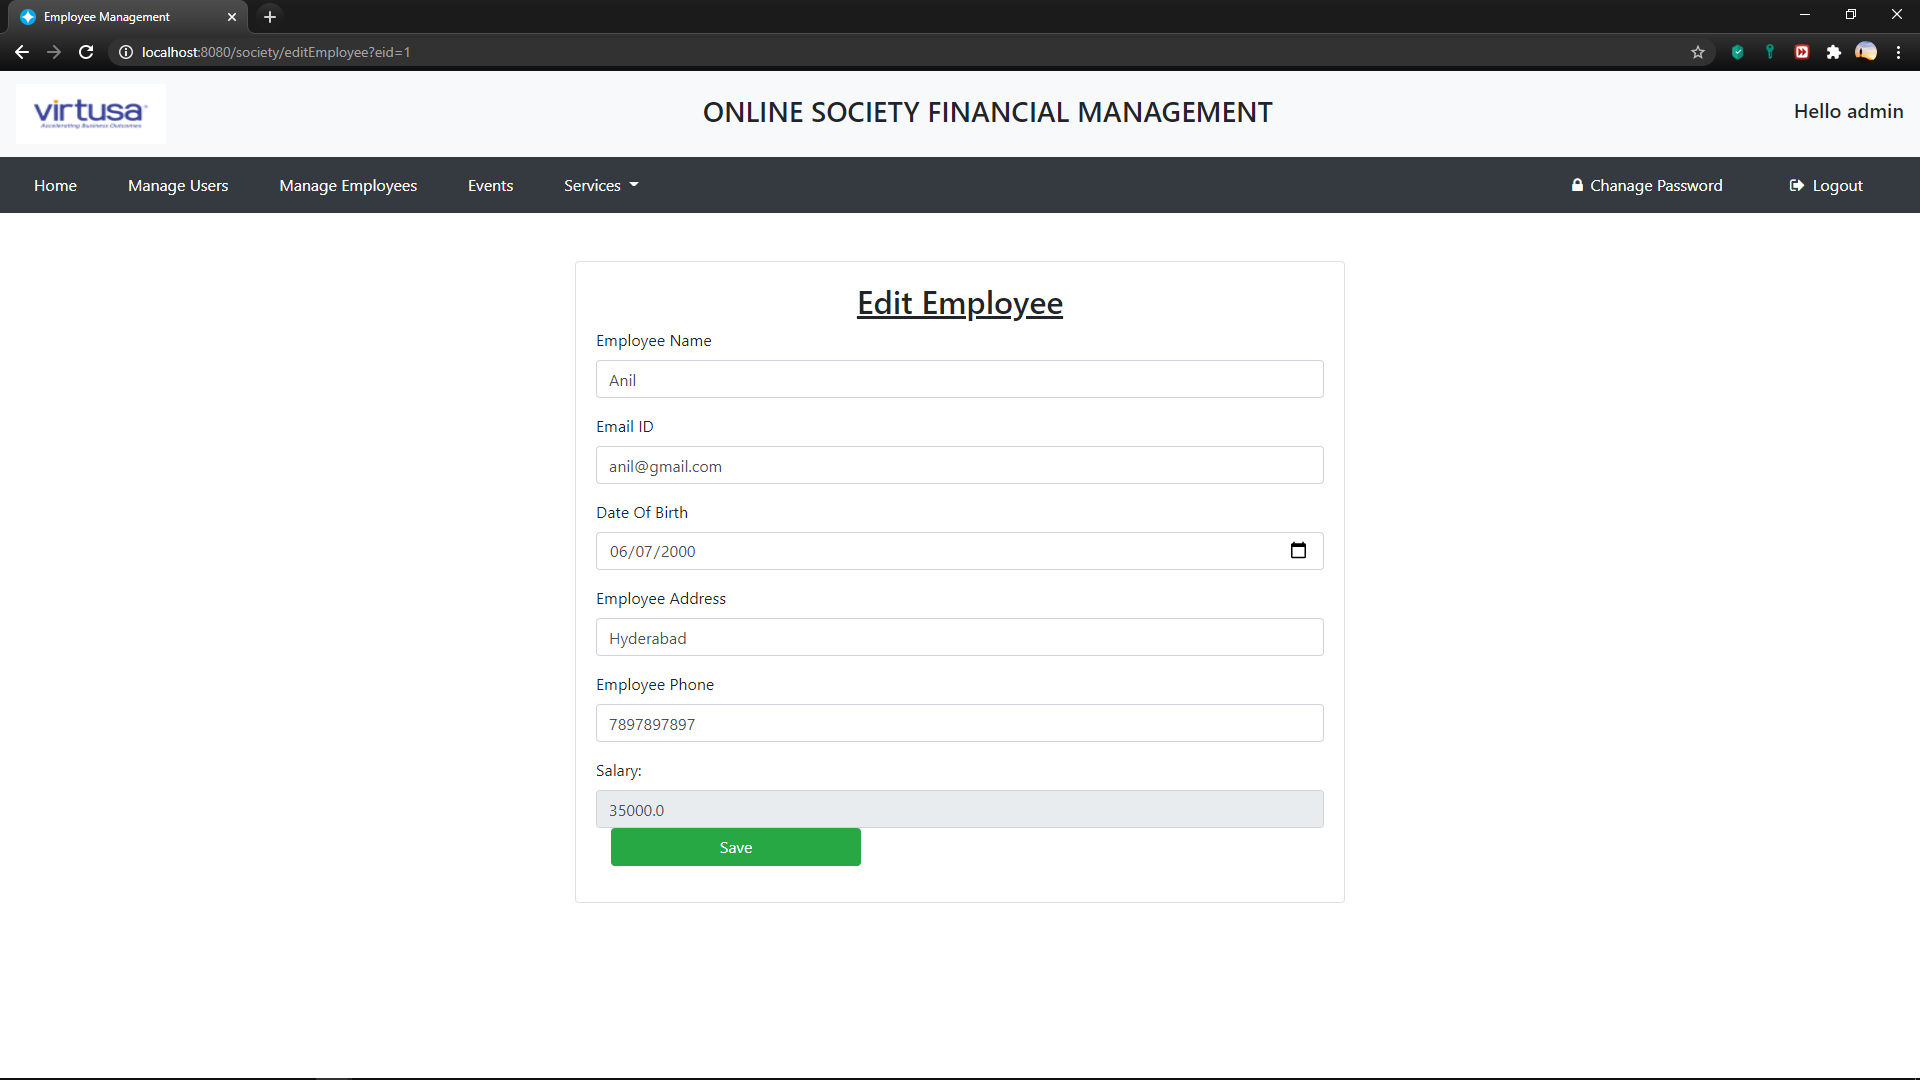 Employee Management
localhost:8080/society/editEmployee?eid=1
virtusa
Accelerating Business Outcomes
ONLINE SOCIETY FINANCIAL MANAGEMENT
Hello admin
Home Manage Users Manage Employees Events Services Chanage Password Logout
Edit Employee
Employee Name
Anil
Email ID
anil@gmail.com
Date Of Birth
06/07/2000
Employee Address
Hyderabad
Employee Phone
7897897897
Salary:
35000.0
Save